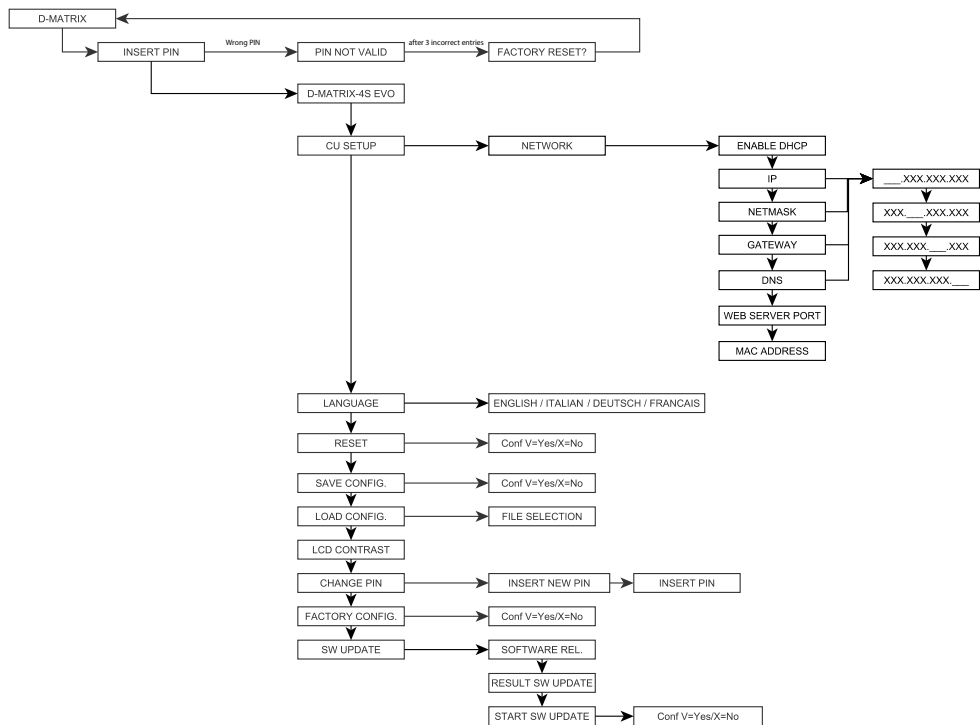 D-MATRIX
INSERT PIN
Wrong PIN
PIN NOT VALID
after 3 incorrect entries
FACTORY RESET?
D-MATRIX-4S EVO
CU SETUP
NETWORK
ENABLE DHCP
IP
___.XXX.XXX.XXX
NETMASK
XXX.___.XXX.XXX
GATEWAY
XXX.XXX.___.XXX
DNS
XXX.XXX.XXX.___
WEB SERVER PORT
MAC ADDRESS
LANGUAGE
ENGLISH / ITALIAN / DEUTSCH / FRANCAIS
RESET
Conf V=Yes/X=No
SAVE CONFIG.
Conf V=Yes/X=No
LOAD CONFIG.
FILE SELECTION
LCD CONTRAST
CHANGE PIN
INSERT NEW PIN
INSERT PIN
FACTORY CONFIG.
Conf V=Yes/X=No
SW UPDATE
SOFTWARE REL.
RESULT SW UPDATE
START SW UPDATE
Conf V=Yes/X=No